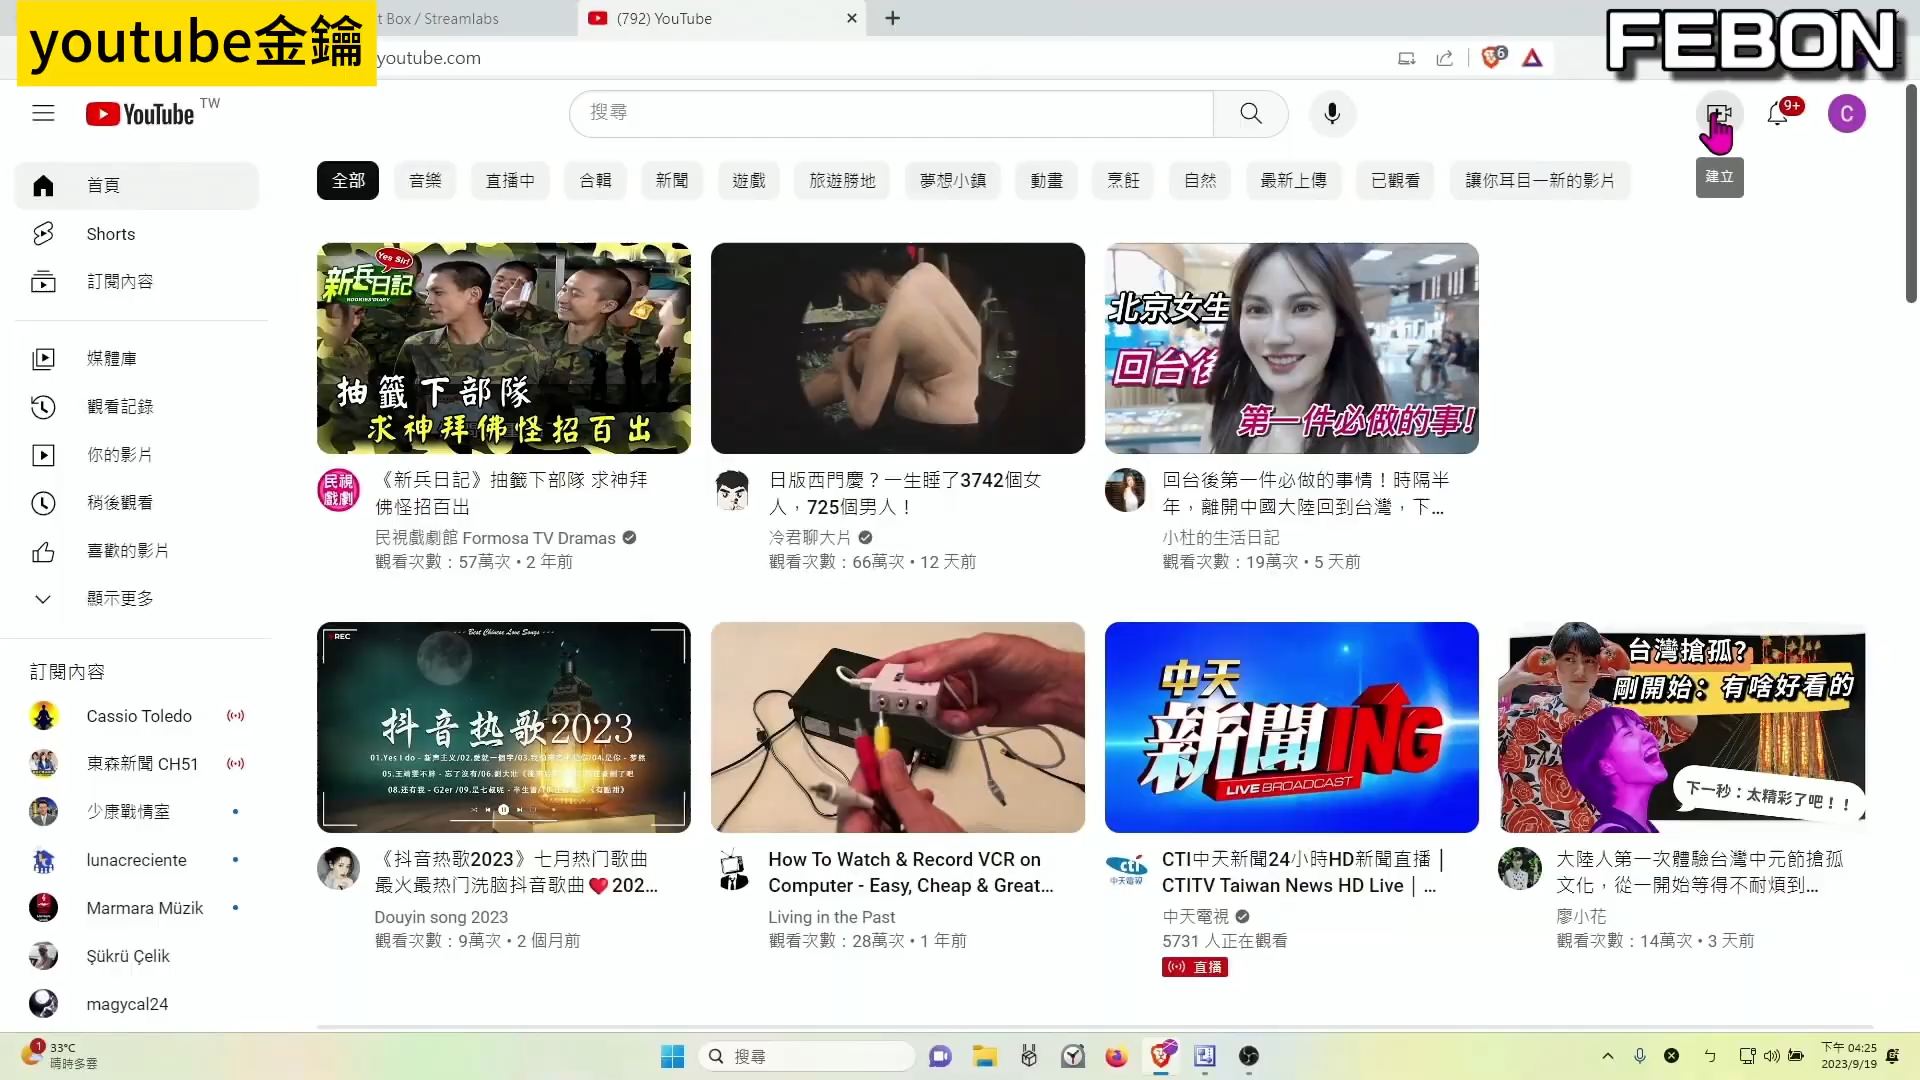 youtube金鑰
t Box / Streamlabs
(792) YouTube
FEBON
youtube.com
6
YouTube
TW
搜尋
9+
C
建立
首頁
Shorts
訂閱內容
媒體庫
觀看記錄
你的影片
稍後觀看
喜歡的影片
顯示更多
訂閱內容
Cassio Toledo
東森新聞 CH51
少康戰情室
lunacreciente
Marmara Müzik
Şükrü Çelik
magycal24
全部
音樂
直播中
合輯
新聞
遊戲
旅遊勝地
夢想小鎮
動畫
烹飪
自然
最新上傳
已觀看
讓你耳目一新的影片
Yes Sir!
新兵日記
ROOKIES' DIARY
抽籤下部隊
求神拜佛怪招百出
民視
戲劇
《新兵日記》抽籤下部隊 求神拜
佛怪招百出
民視戲劇館 Formosa TV Dramas
觀看次數：57萬次 • 2 年前
日版西門慶？一生睡了3742個女
人，725個男人！
冷君聊大片
觀看次數：66萬次 • 12 天前
北京女生
回台後
第一件必做的事!
回台後第一件必做的事情！時隔半
年，離開中國大陸回到台灣，下...
小杜的生活日記
觀看次數：19萬次 • 5 天前
REC
--- Best Chinese Love Songs ---
抖音热歌2023
《抖音热歌2023》七月热门歌曲
最火最热门洗脑抖音歌曲❤️202...
Douyin song 2023
觀看次數：9萬次 • 2 個月前
How To Watch & Record VCR on
Computer - Easy, Cheap & Great...
Living in the Past
觀看次數：28萬次 • 1 年前
中天
新聞ING
LIVE BROADCAST
cti
中天電視
CTI中天新聞24小時HD新聞直播│
CTITV Taiwan News HD Live｜...
中天電視
5731 人正在觀看
直播
台灣搶孤?
剛開始：有啥好看的
下一秒：太精彩了吧！！
大陸人第一次體驗台灣中元節搶孤
文化，從一開始等得不耐煩到...
廖小花
觀看次數：14萬次 • 3 天前
1
33°C
晴時多雲
搜尋
ㄅ
下午 04:25
2023/9/19